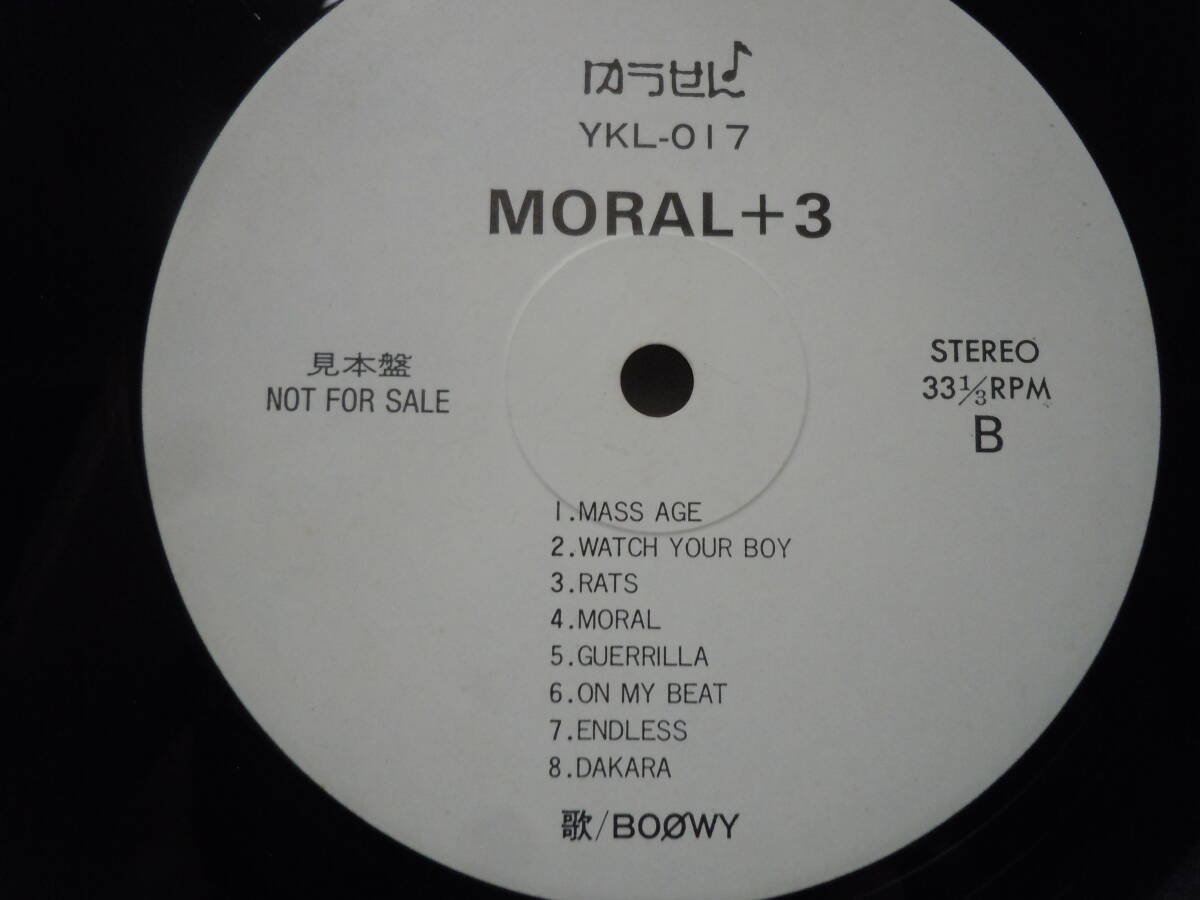 ゆうせん♪
YKL-017
MORAL+3
見本盤
NOT FOR SALE
STEREO
33⅓RPM
B
1.MASS AGE
2.WATCH YOUR BOY
3.RATS
4.MORAL
5.GUERRILLA
6.ON MY BEAT
7.ENDLESS
8.DAKARA
歌/BOØWY